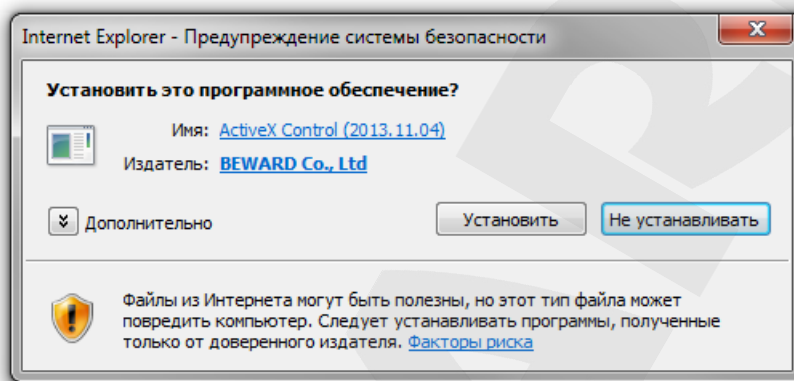 Internet Explorer - Предупреждение системы безопасности
Установить это программное обеспечение?
Имя: ActiveX Control (2013.11.04)
Издатель: BEWARD Co., Ltd
Дополнительно
Установить
Не устанавливать
Файлы из Интернета могут быть полезны, но этот тип файла может
повредить компьютер. Следует устанавливать программы, полученные
только от доверенного издателя. Факторы риска